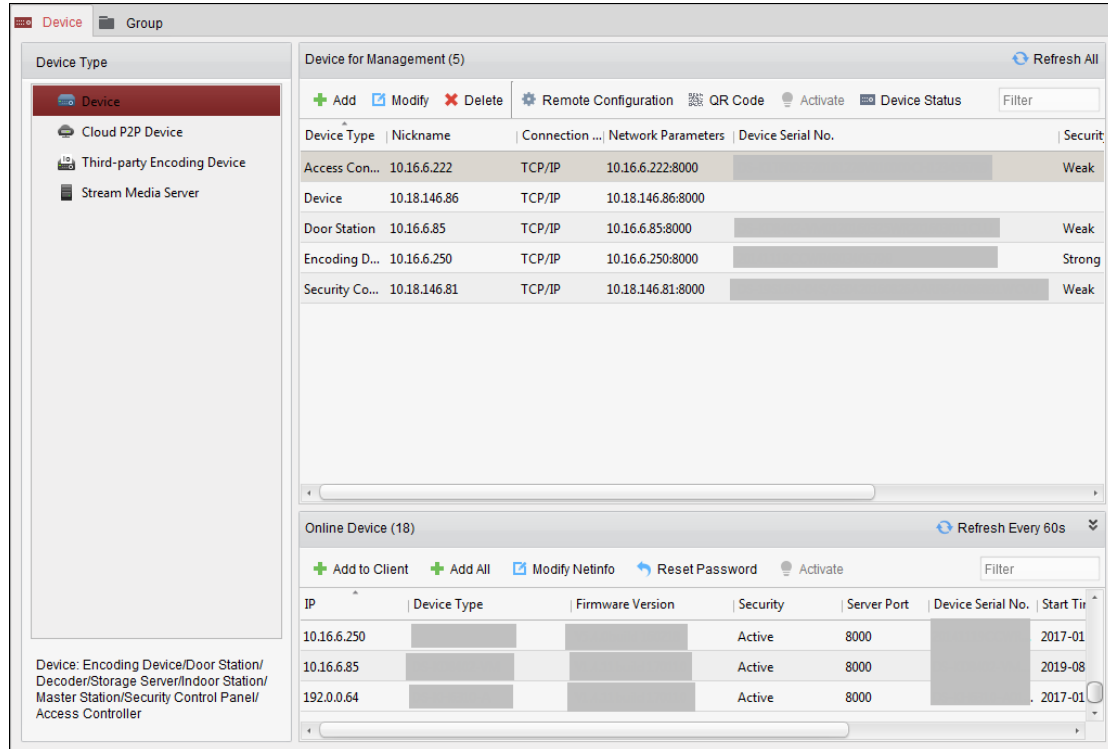 Device Group
Device Type
Device
Cloud P2P Device
Third-party Encoding Device
Stream Media Server
Device: Encoding Device/Door Station/
Decoder/Storage Server/Indoor Station/
Master Station/Security Control Panel/
Access Controller
Device for Management (5) Refresh All
Add Modify Delete Remote Configuration QR Code Activate Device Status Filter
Device Type Nickname Connection ... Network Parameters Device Serial No. Securit
Access Con... 10.16.6.222 TCP/IP 10.16.6.222:8000 Weak
Device 10.18.146.86 TCP/IP 10.18.146.86:8000
Door Station 10.16.6.85 TCP/IP 10.16.6.85:8000 Weak
Encoding D... 10.16.6.250 TCP/IP 10.16.6.250:8000 Strong
Security Co... 10.18.146.81 TCP/IP 10.18.146.81:8000 Weak
Online Device (18) Refresh Every 60s
Add to Client Add All Modify Netinfo Reset Password Activate Filter
IP Device Type Firmware Version Security Server Port Device Serial No. Start Tir
10.16.6.250 Active 8000 2017-01
10.16.6.85 Active 8000 2019-08
192.0.0.64 Active 8000 2017-01